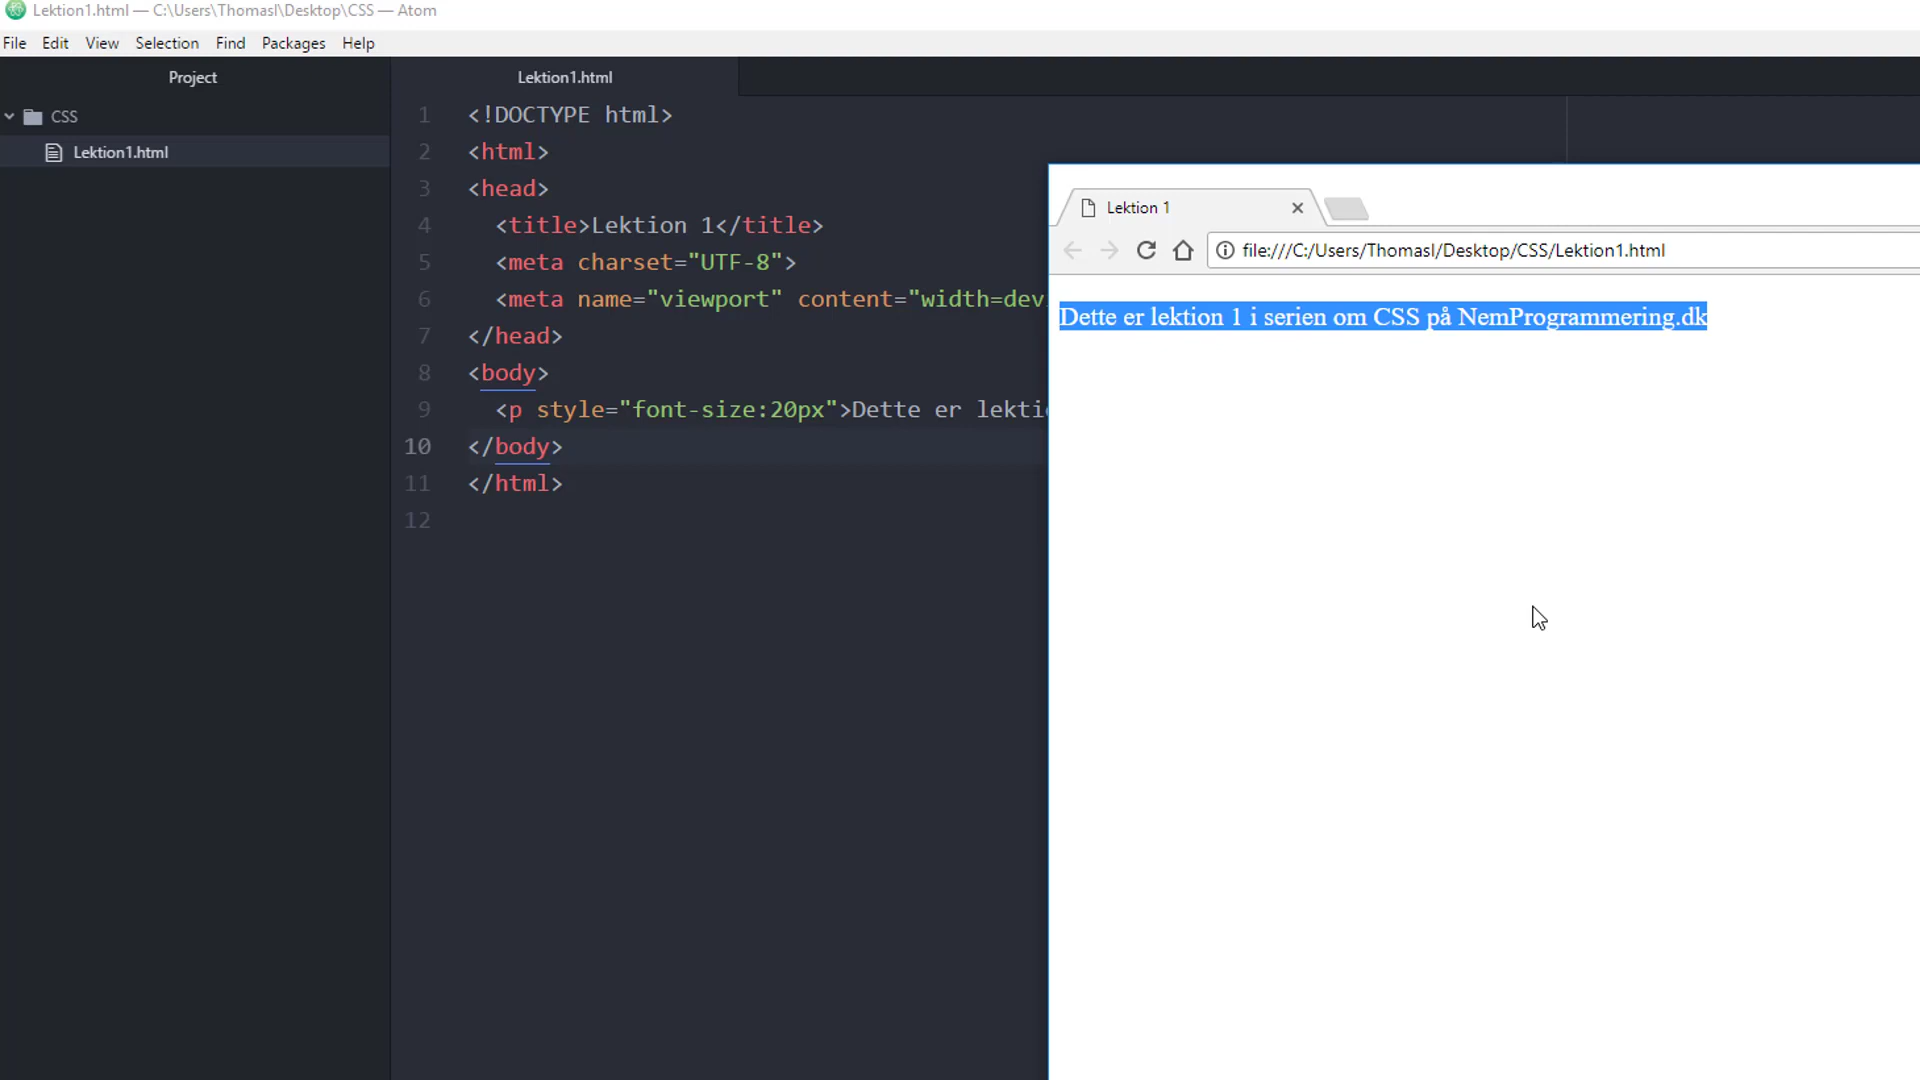 Lektion1.html — C:\Users\Thomasl\Desktop\CSS — Atom
File Edit View Selection Find Packages Help
Project
CSS
Lektion1.html
Lektion1.html
1 <!DOCTYPE html>
2 <html>
3 <head>
4 <title>Lektion 1</title>
5 <meta charset="UTF-8">
6 <meta name="viewport" content="width=dev
7 </head>
8 <body>
9 <p style="font-size:20px">Dette er lekti
10 </body>
11 </html>
12
Lektion 1
file:///C:/Users/Thomasl/Desktop/CSS/Lektion1.html
Dette er lektion 1 i serien om CSS på NemProgrammering.dk